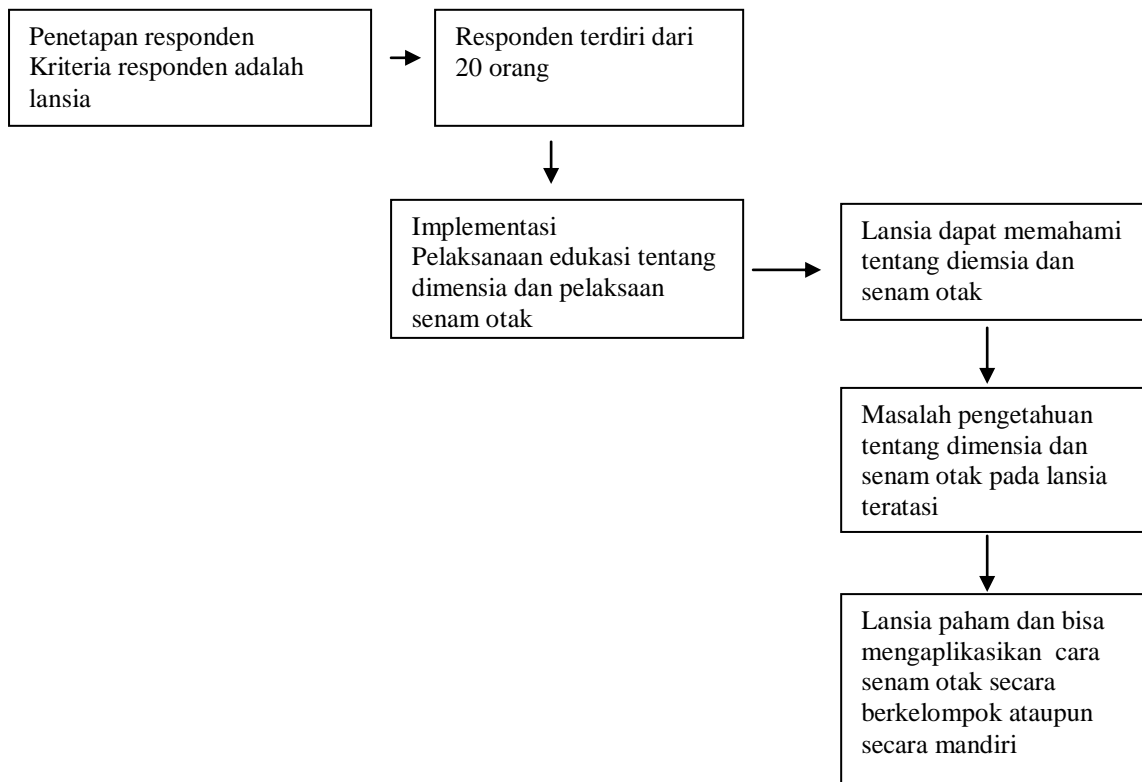 Penetapan responden
Kriteria responden adalah
lansia
Responden terdiri dari
20 orang
Implementasi
Pelaksanaan edukasi tentang
dimensia dan pelaksaan
senam otak
Lansia dapat memahami
tentang diemsia dan
senam otak
Masalah pengetahuan
tentang dimensia dan
senam otak pada lansia
teratasi
Lansia paham dan bisa
mengaplikasikan cara
senam otak secara
berkelompok ataupun
secara mandiri